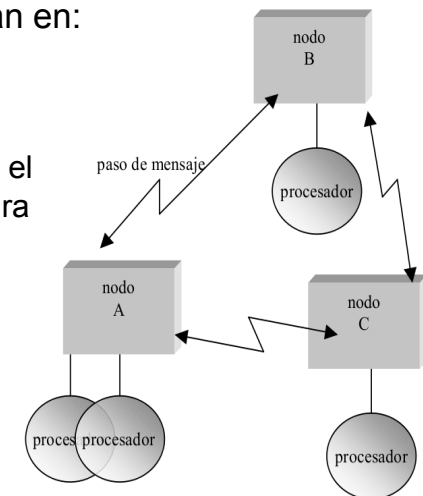 an en:
nodo
B
paso de mensaje
el
ra
procesador
nodo
A
nodo
C
proces
procesador
procesador